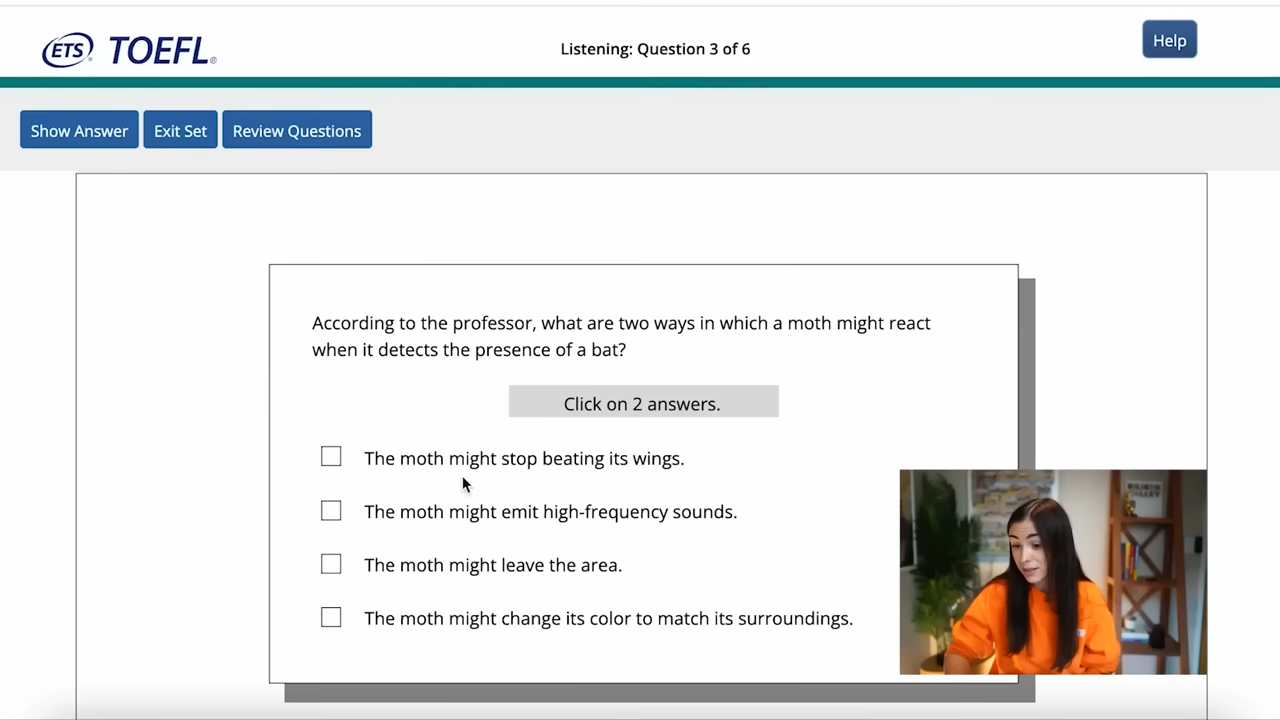 ETS TOEFL
Listening: Question 3 of 6
Help
Show Answer
Exit Set
Review Questions
According to the professor, what are two ways in which a moth might react
when it detects the presence of a bat?
Click on 2 answers.
The moth might stop beating its wings.
The moth might emit high-frequency sounds.
The moth might leave the area.
The moth might change its color to match its surroundings.